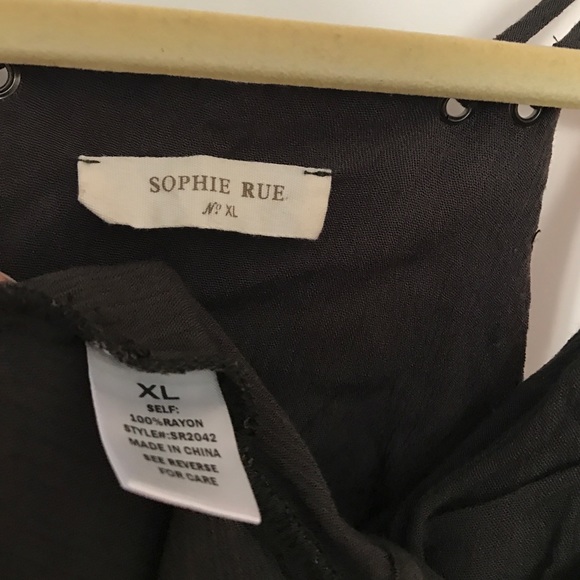 SOPHIE RUE
Nº XL
XL
SELF:
100%RAYON
STYLE#:SR2042
MADE IN CHINA
SEE REVERSE
FOR CARE